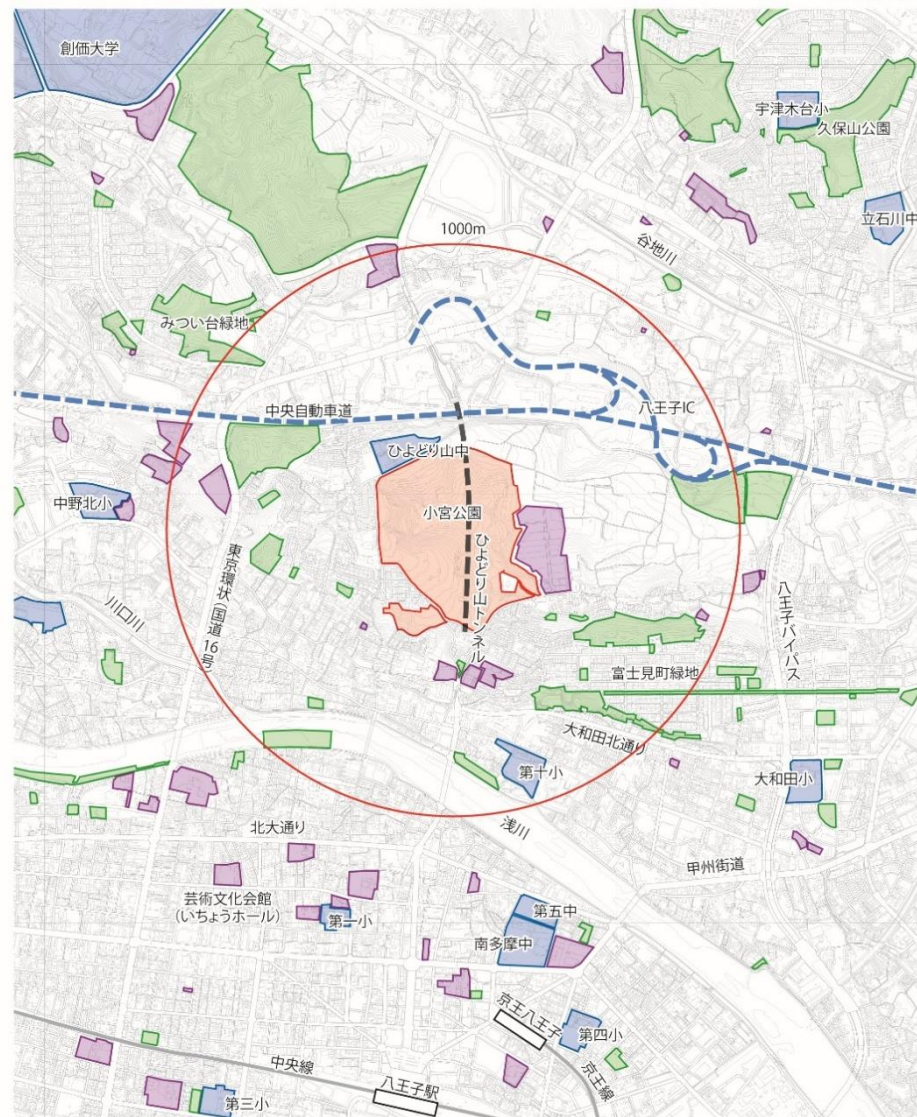 創価大学
宇津木台小
久保山公園
立石川中
1000m
谷地川
みつい台緑地
中央自動車道
八王子IC
ひよどり山中
中野北小
小宮公園
ひよどり山トンネル
東京環状（国道16号
川口川
八王子バイパス
富士見町緑地
大和田北通り
第十小
大和田小
浅川
北大通り
甲州街道
芸術文化会館
（いちょうホール）
第一小
第五中
南多摩中
京王八王子
第四小
京王線
中央線
八王子駅
第三小